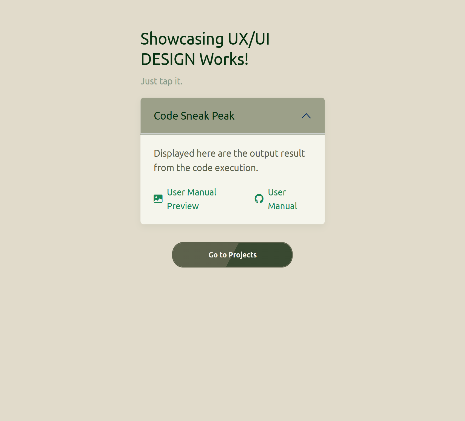 Showcasing UX/UI
DESIGN Works!
Just tap it.
Code Sneak Peak
Displayed here are the output result
from the code execution.
User Manual
Preview
User
Manual
Go to Projects